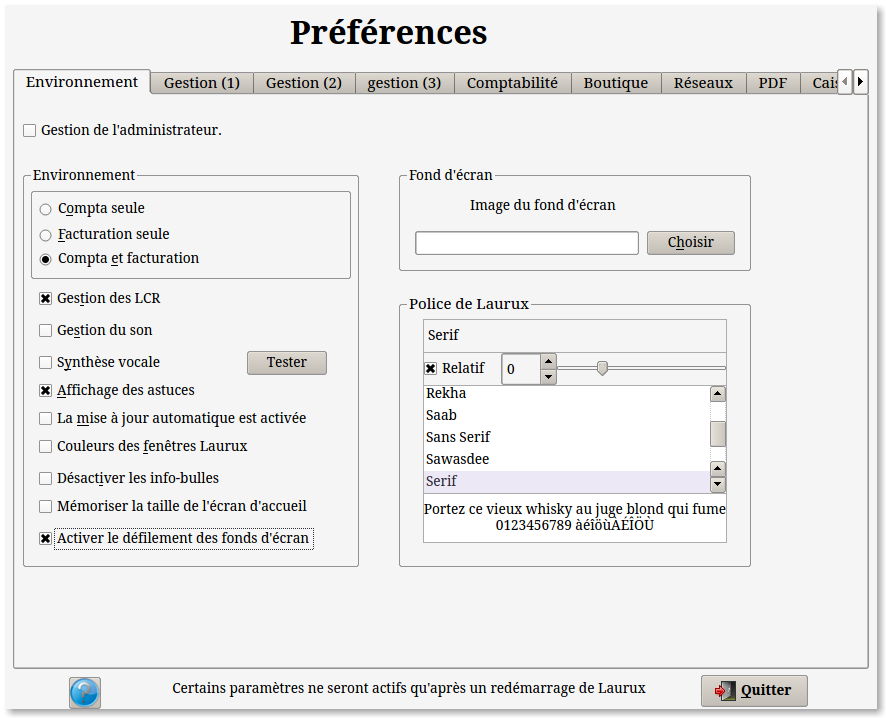 Préférences
Environnement Gestion (1) Gestion (2) gestion (3) Comptabilité Boutique Réseaux PDF Cais
Gestion de l'administrateur.
Environnement
Compta seule
Facturation seule
Compta et facturation
Gestion des LCR
Gestion du son
Synthèse vocale Tester
Affichage des astuces
La mise à jour automatique est activée
Couleurs des fenêtres Laurux
Désactiver les info-bulles
Mémoriser la taille de l'écran d'accueil
Activer le défilement des fonds d'écran
Fond d'écran
Image du fond d'écran
Choisir
Police de Laurux
Serif
Relatif 0
Rekha
Saab
Sans Serif
Sawasdee
Serif
Portez ce vieux whisky au juge blond qui fume
0123456789 àéîöùÀÉÎÖÙ
Certains paramètres ne seront actifs qu'après un redémarrage de Laurux
Quitter